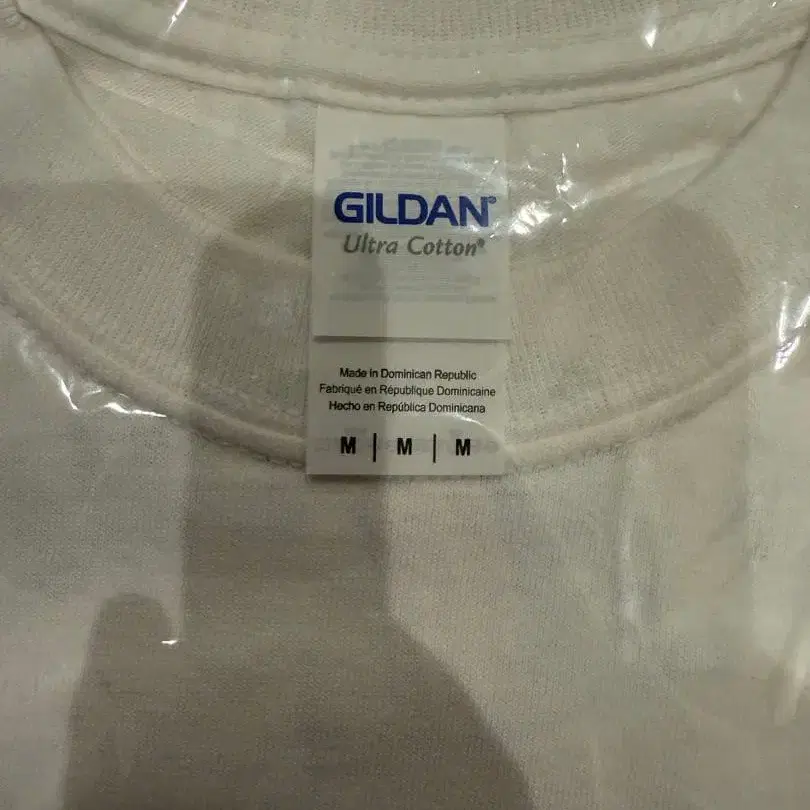 GILDAN®
Ultra Cotton®
Made in Dominican Republic
Fabriqué en République Dominicaine
Hecho en República Dominicana
M | M | M